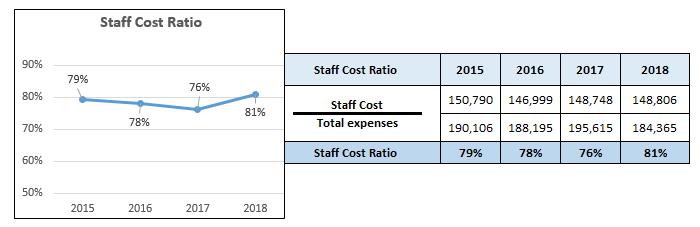 Staff Cost Ratio
90%
80%
70%
60%
50%
79%
78%
76%
81%
2015 2016 2017 2018
Staff Cost Ratio 2015 2016 2017 2018
Staff Cost 150,790 146,999 148,748 148,806
Total expenses 190,106 188,195 195,615 184,365
Staff Cost Ratio 79% 78% 76% 81%